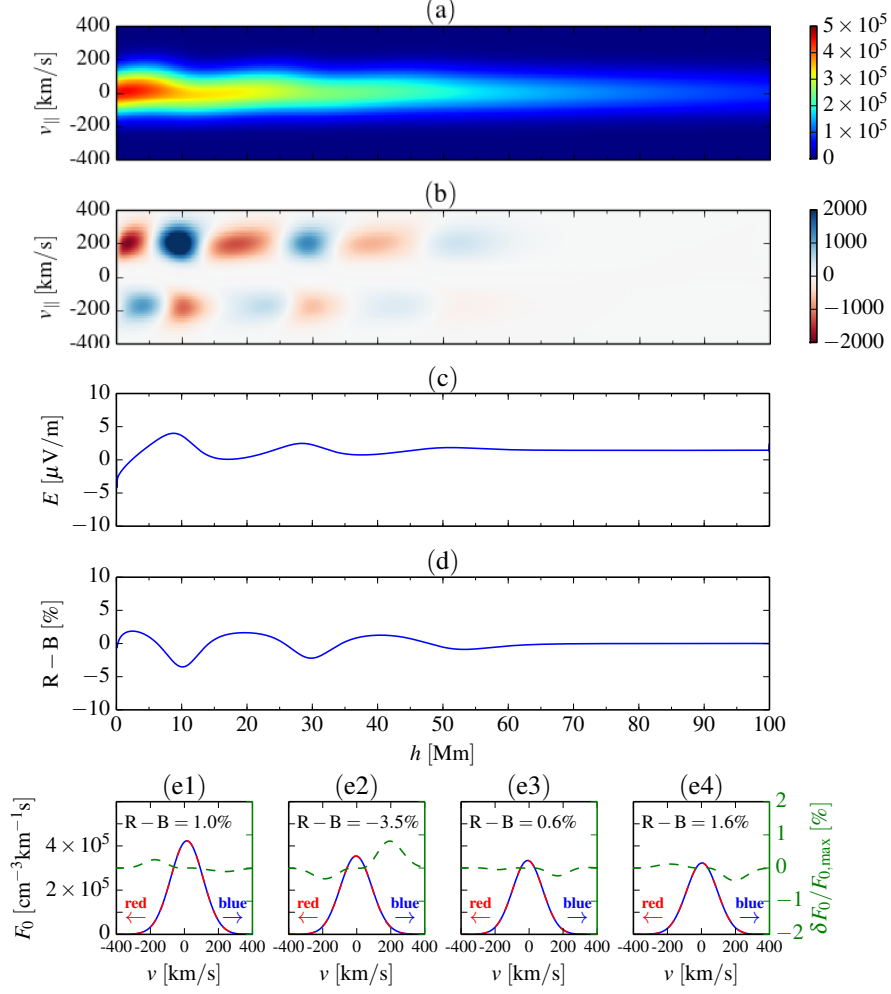 (a)
400
200
0
-200
-400
v∥ [km/s]
5 × 10⁵
4 × 10⁵
3 × 10⁵
2 × 10⁵
1 × 10⁵
0
(b)
400
200
0
-200
-400
v∥ [km/s]
2000
1000
0
−1000
−2000
(c)
10
5
0
−5
−10
E [μV/m]
(d)
10
5
0
−5
−10
R − B [%]
0 10 20 30 40 50 60 70 80 90 100
h [Mm]
(e1) (e2) (e3) (e4)
R − B = 1.0% R − B = −3.5% R − B = 0.6% R − B = 1.6%
4 × 10⁵
2 × 10⁵
0
F₀ [cm⁻³km⁻¹s]
red blue red blue red blue red blue
2
1
0
−1
−2
δF₀/F₀,max [%]
-400 -200 0 200 400 -400 -200 0 200 400 -400 -200 0 200 400 -400 -200 0 200 400
v [km/s] v [km/s] v [km/s] v [km/s]